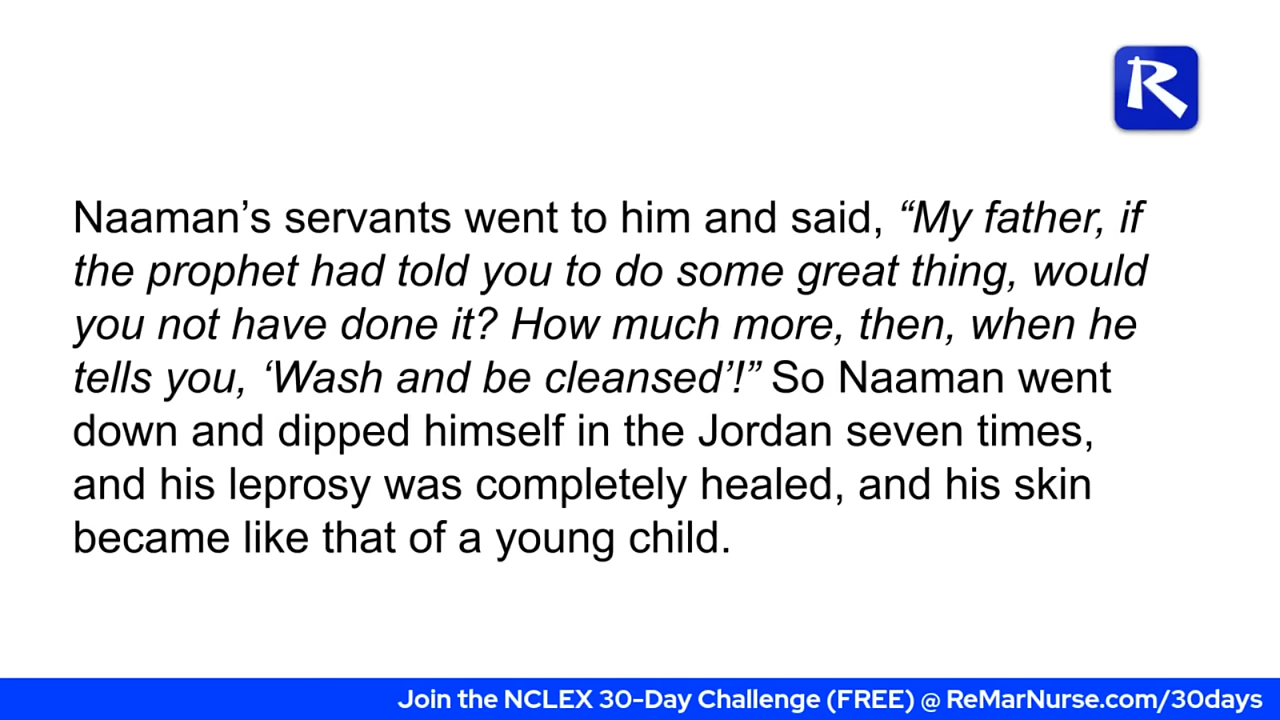 R
Naaman’s servants went to him and said, “My father, if
the prophet had told you to do some great thing, would
you not have done it? How much more, then, when he
tells you, ‘Wash and be cleansed’!” So Naaman went
down and dipped himself in the Jordan seven times,
and his leprosy was completely healed, and his skin
became like that of a young child.
Join the NCLEX 30-Day Challenge (FREE) @ ReMarNurse.com/30days